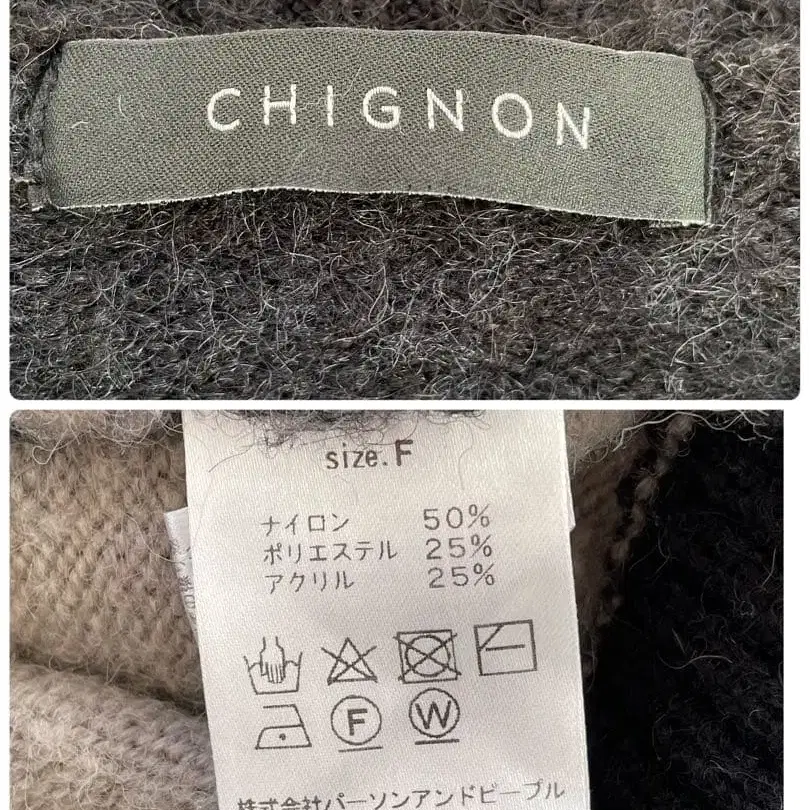 CHIGNON
size.F
ナイロン 50%
ポリエステル 25%
アクリル 25%
F W
株式会社パーソンアンドピープル